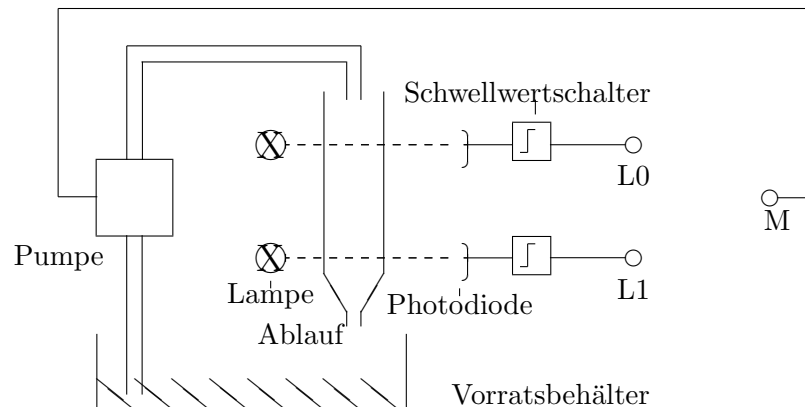 Schwellwertschalter
L0
M
Pumpe
L1
Lampe
Photodiode
Ablauf
Vorratsbehälter